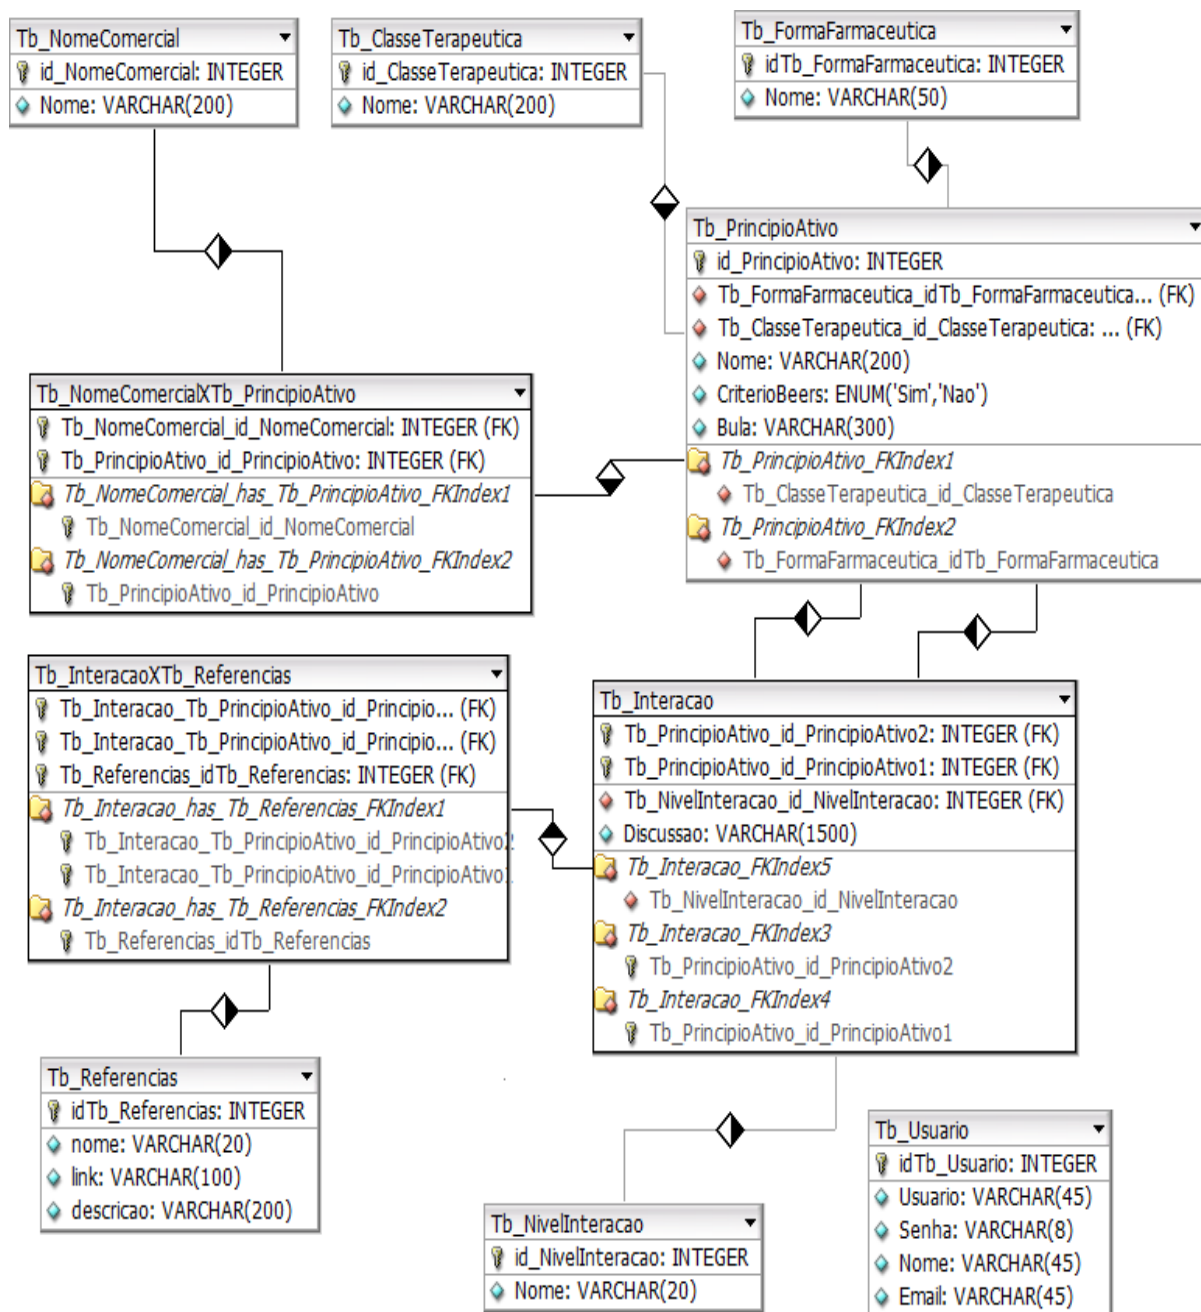 Tb_NomeComercial
id_NomeComercial: INTEGER
Nome: VARCHAR(200)
Tb_ClasseTerapeutica
id_ClasseTerapeutica: INTEGER
Nome: VARCHAR(200)
Tb_FormaFarmaceutica
idTb_FormaFarmaceutica: INTEGER
Nome: VARCHAR(50)
Tb_PrincipioAtivo
id_PrincipioAtivo: INTEGER
Tb_FormaFarmaceutica_idTb_FormaFarmaceutica... (FK)
Tb_ClasseTerapeutica_id_ClasseTerapeutica: ... (FK)
Nome: VARCHAR(200)
CriterioBeers: ENUM('Sim','Nao')
Bula: VARCHAR(300)
Tb_PrincipioAtivo_FKIndex1
Tb_ClasseTerapeutica_id_ClasseTerapeutica
Tb_PrincipioAtivo_FKIndex2
Tb_FormaFarmaceutica_idTb_FormaFarmaceutica
Tb_NomeComercialXTb_PrincipioAtivo
Tb_NomeComercial_id_NomeComercial: INTEGER (FK)
Tb_PrincipioAtivo_id_PrincipioAtivo: INTEGER (FK)
Tb_NomeComercial_has_Tb_PrincipioAtivo_FKIndex1
Tb_NomeComercial_id_NomeComercial
Tb_NomeComercial_has_Tb_PrincipioAtivo_FKIndex2
Tb_PrincipioAtivo_id_PrincipioAtivo
Tb_InteracaoXTb_Referencias
Tb_Interacao_Tb_PrincipioAtivo_id_Principio... (FK)
Tb_Interacao_Tb_PrincipioAtivo_id_Principio... (FK)
Tb_Referencias_idTb_Referencias: INTEGER (FK)
Tb_Interacao_has_Tb_Referencias_FKIndex1
Tb_Interacao_Tb_PrincipioAtivo_id_PrincipioAtivo2
Tb_Interacao_Tb_PrincipioAtivo_id_PrincipioAtivo1
Tb_Interacao_has_Tb_Referencias_FKIndex2
Tb_Referencias_idTb_Referencias
Tb_Interacao
Tb_PrincipioAtivo_id_PrincipioAtivo2: INTEGER (FK)
Tb_PrincipioAtivo_id_PrincipioAtivo1: INTEGER (FK)
Tb_NivelInteracao_id_NivelInteracao: INTEGER (FK)
Discussao: VARCHAR(1500)
Tb_Interacao_FKIndex5
Tb_NivelInteracao_id_NivelInteracao
Tb_Interacao_FKIndex3
Tb_PrincipioAtivo_id_PrincipioAtivo2
Tb_Interacao_FKIndex4
Tb_PrincipioAtivo_id_PrincipioAtivo1
Tb_Referencias
idTb_Referencias: INTEGER
nome: VARCHAR(20)
link: VARCHAR(100)
descricao: VARCHAR(200)
Tb_NivelInteracao
id_NivelInteracao: INTEGER
Nome: VARCHAR(20)
Tb_Usuario
idTb_Usuario: INTEGER
Usuario: VARCHAR(45)
Senha: VARCHAR(8)
Nome: VARCHAR(45)
Email: VARCHAR(45)